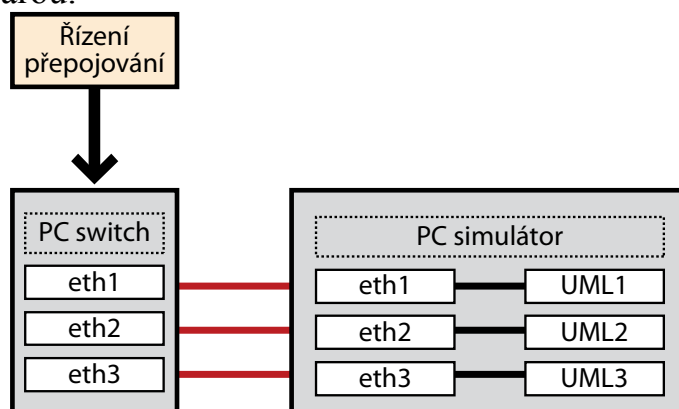 Řízení
přepojování
PC switch
eth1
eth2
eth3
PC simulátor
eth1
UML1
eth2
UML2
eth3
UML3